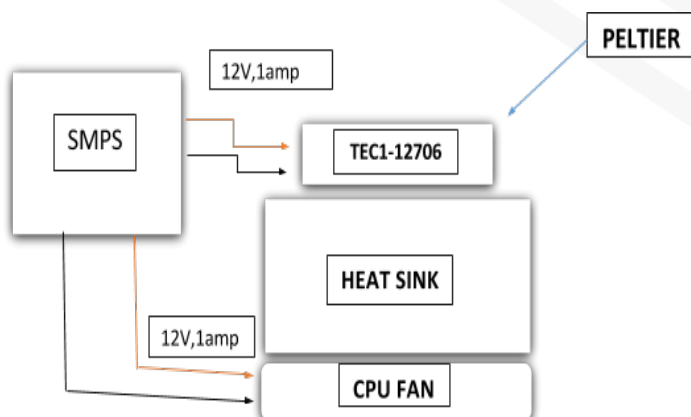 PELTIER
12V,1amp
SMPS
TEC1-12706
HEAT SINK
12V,1amp
CPU FAN